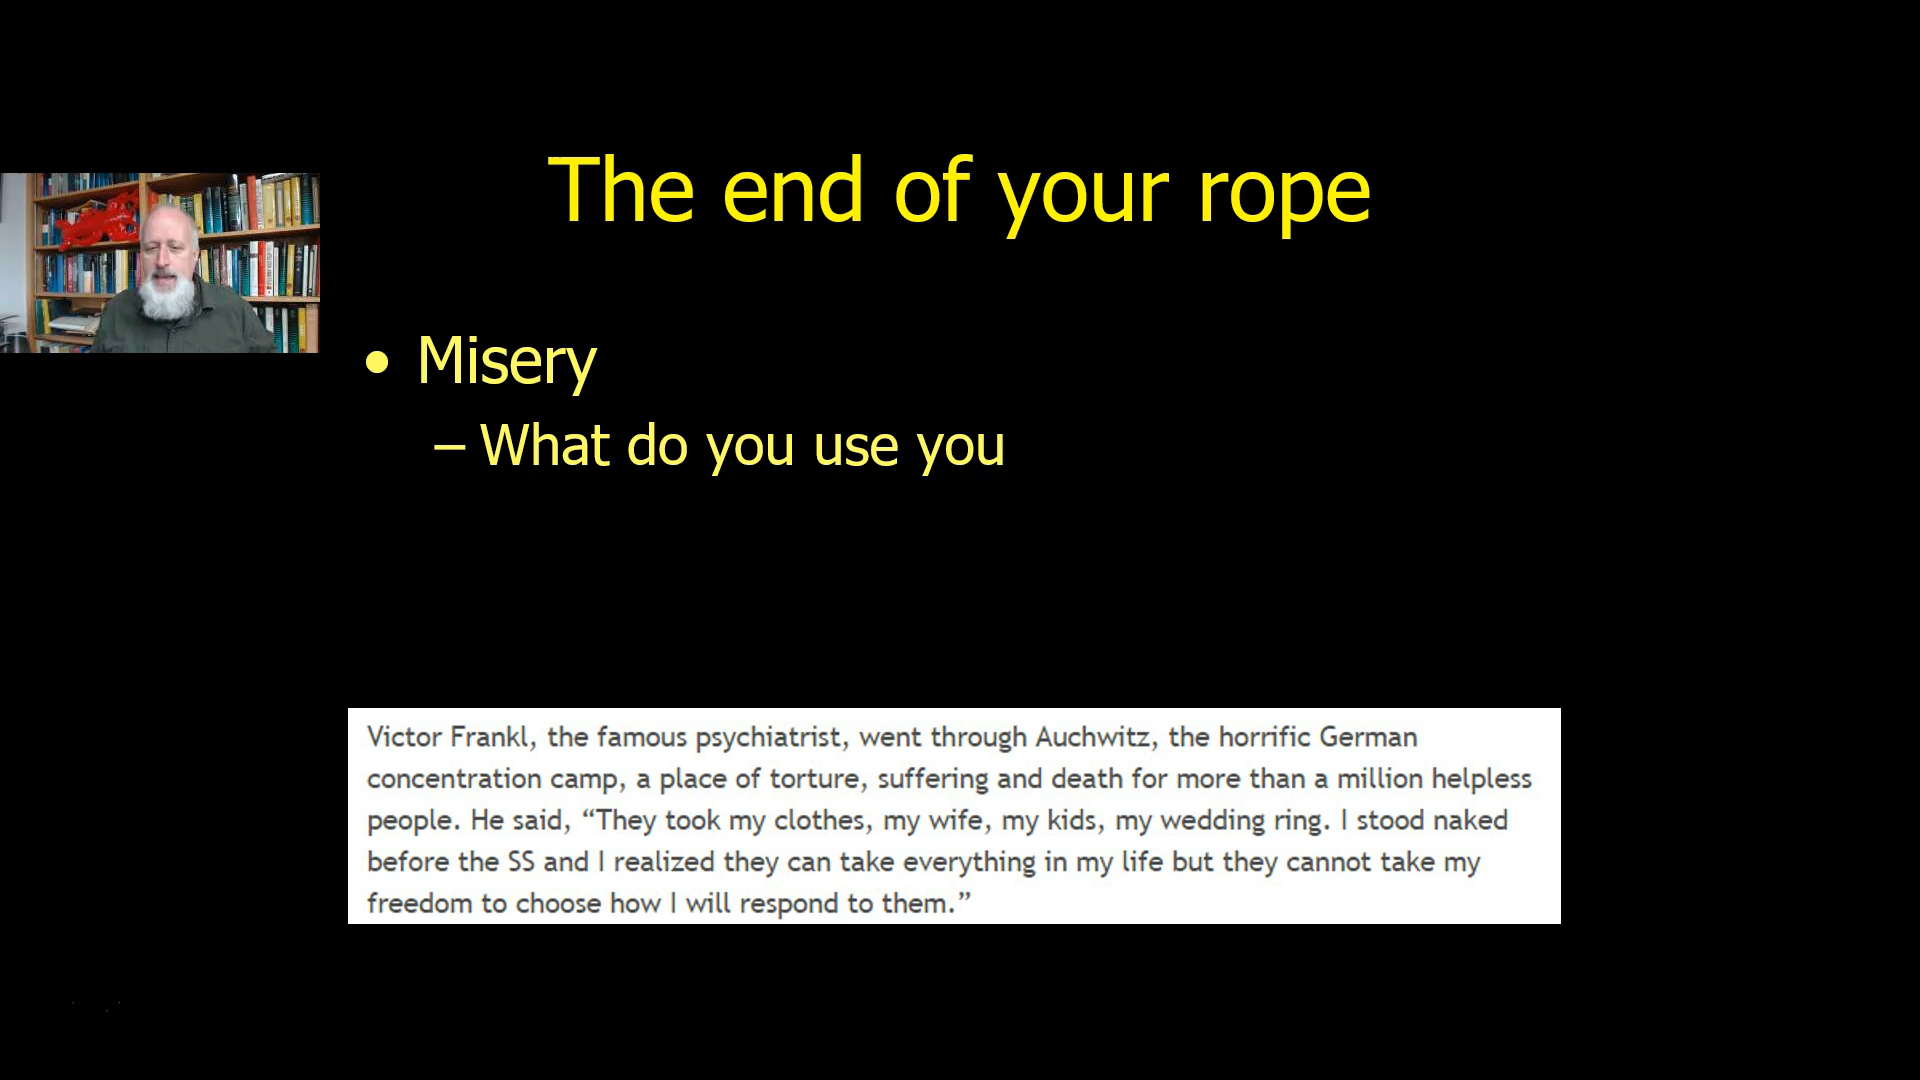 The end of your rope
• Misery
– What do you use you
Victor Frankl, the famous psychiatrist, went through Auchwitz, the horrific German
concentration camp, a place of torture, suffering and death for more than a million helpless
people. He said, “They took my clothes, my wife, my kids, my wedding ring. I stood naked
before the SS and I realized they can take everything in my life but they cannot take my
freedom to choose how I will respond to them.”